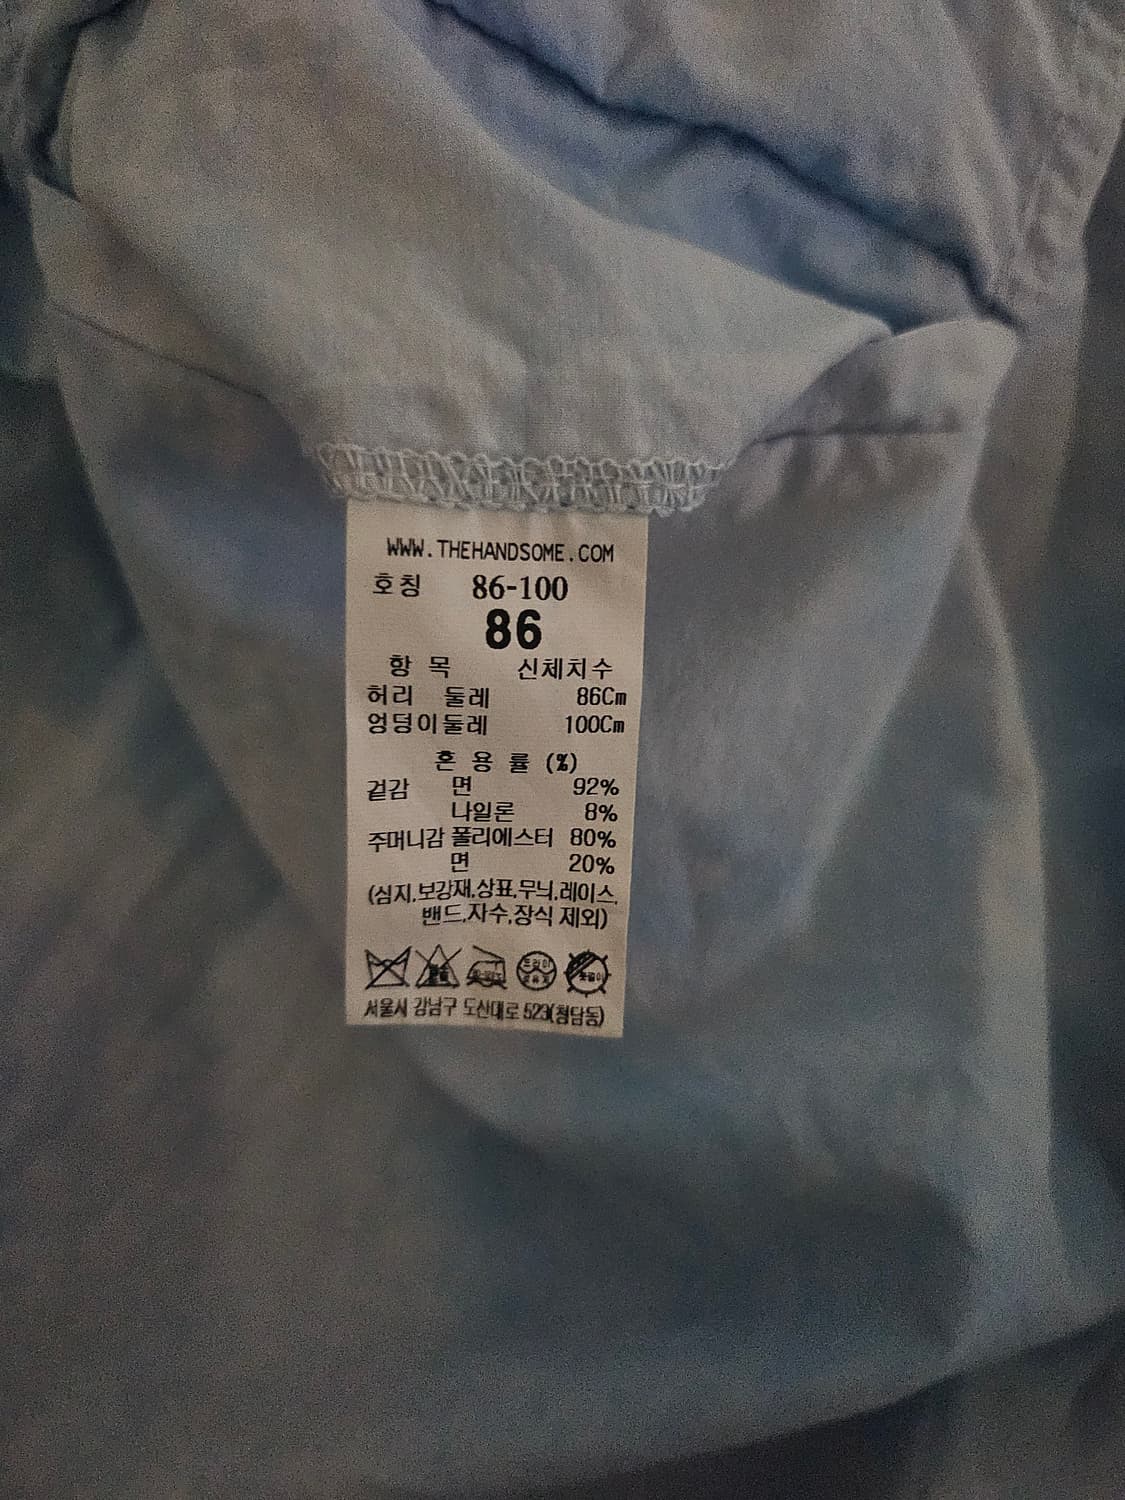 WWW.THEHANDSOME.COM
호칭 86-100
86
항 목 신체치수
허리 둘레 86Cm
엉덩이둘레 100Cm
혼 용 률 (%)
겉감 면 92%
나일론 8%
주머니감 폴리에스터 80%
면 20%
(심지,보강재,상표,무늬,레이스,
밴드,자수,장식 제외)
드라이
서울시 강남구 도산대로 523(청담동)